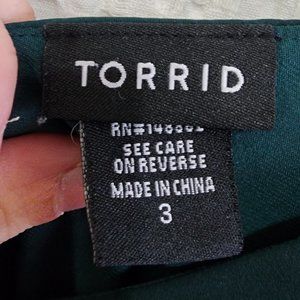 TORRID
SEE CARE
ON REVERSE
MADE IN CHINA
3